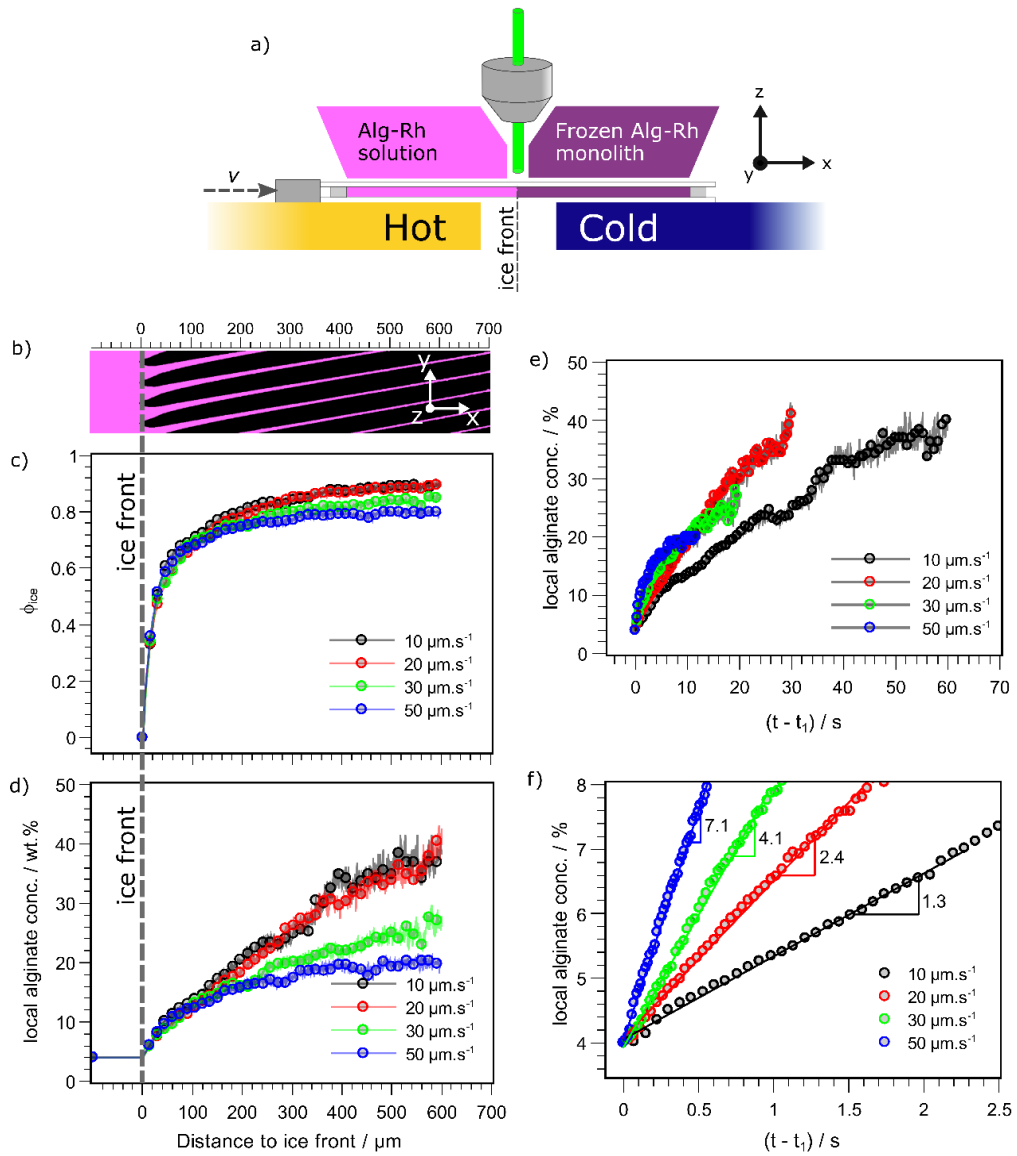 a)
Alg-Rh
solution
Frozen Alg-Rh
monolith
z
y
x
v
Hot
Cold
ice front
0 100 200 300 400 500 600 700
b)
y
z
x
c)
1
0.8
0.6
0.4
0.2
0
ϕice
ice front
10 µm.s⁻¹
20 µm.s⁻¹
30 µm.s⁻¹
50 µm.s⁻¹
d)
50
40
30
20
10
0
local alginate conc. / wt.%
ice front
10 µm.s⁻¹
20 µm.s⁻¹
30 µm.s⁻¹
50 µm.s⁻¹
0 100 200 300 400 500 600 700
Distance to ice front / µm
e)
50
40
30
20
10
0
local alginate conc. / %
10 µm.s⁻¹
20 µm.s⁻¹
30 µm.s⁻¹
50 µm.s⁻¹
0 10 20 30 40 50 60 70
(t - t₁) / s
f)
8
7
6
5
4
local alginate conc. / %
7.1
4.1
2.4
1.3
10 µm.s⁻¹
20 µm.s⁻¹
30 µm.s⁻¹
50 µm.s⁻¹
0 0.5 1 1.5 2 2.5
(t - t₁) / s